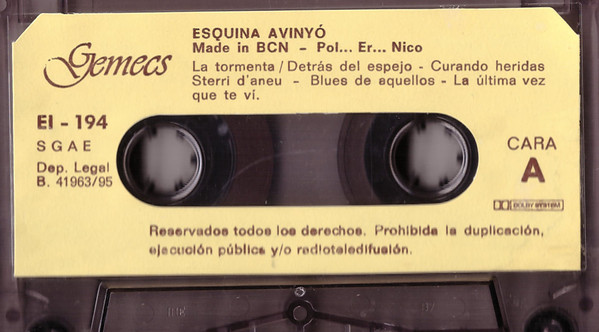 ESQUINA AVINYÓ
Made in BCN - Pol... Er... Nico
Gemecs
La tormenta / Detrás del espejo - Curando heridas
Sterri d'aneu - Blues de aquellos - La última vez
que te ví.
EI - 194
SGAE
Dep. Legal
B. 41963/95
CARA
A
DOLBY SYSTEM
Reservados todos los derechos. Prohibida la duplicación,
ejecución pública y/o radioteledifusión.